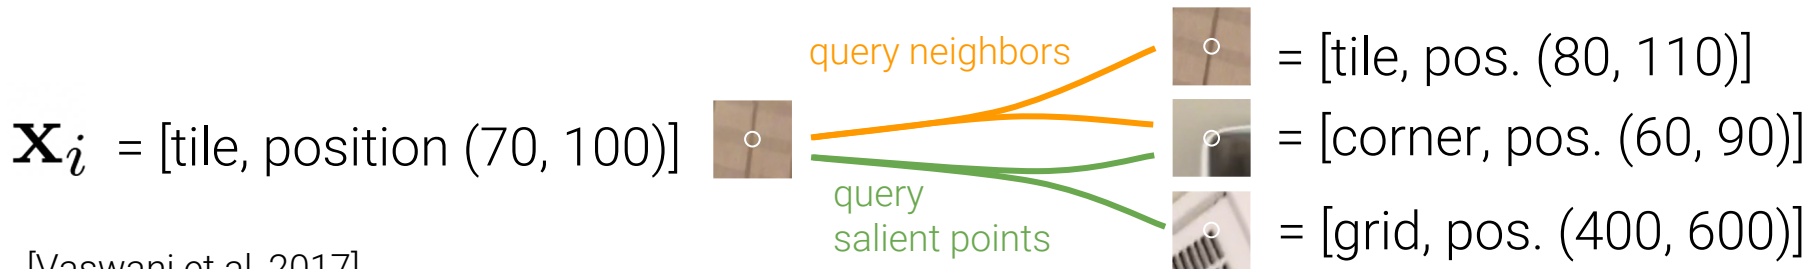 query neighbors
= [tile, pos. (80, 110)]
𝐱ᵢ = [tile, position (70, 100)]
= [corner, pos. (60, 90)]
query
salient points
= [grid, pos. (400, 600)]
[Vaswani et al. 2017]